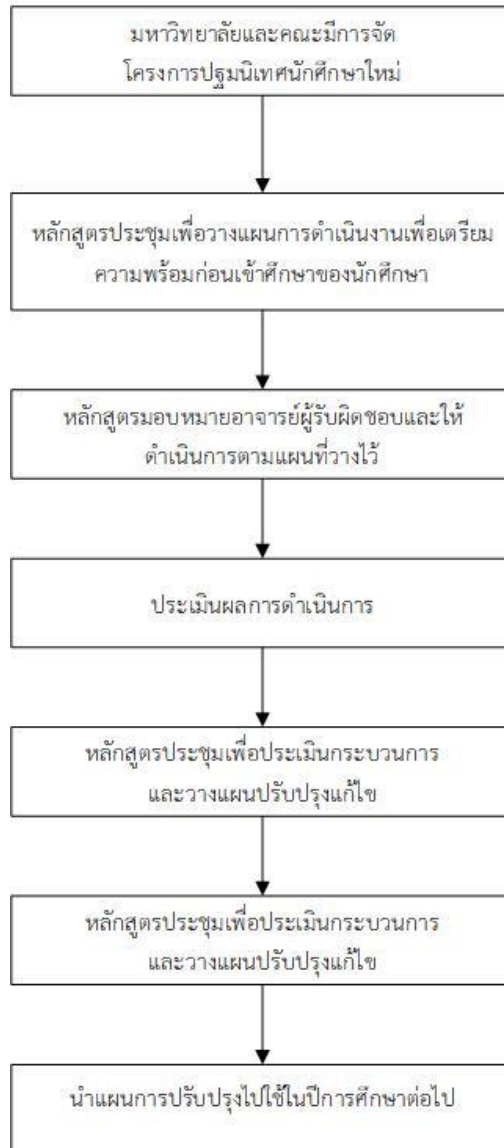 มหาวิทยาลัยและคณะมีการจัด
โครงการปฐมนิเทศนักศึกษาใหม่
หลักสูตรประชุมเพื่อวางแผนการดำเนินงานเพื่อเตรียม
ความพร้อมก่อนเข้าศึกษาของนักศึกษา
หลักสูตรมอบหมายอาจารย์ผู้รับผิดชอบและให้
ดำเนินการตามแผนที่วางไว้
ประเมินผลการดำเนินการ
หลักสูตรประชุมเพื่อประเมินกระบวนการ
และวางแผนปรับปรุงแก้ไข
หลักสูตรประชุมเพื่อประเมินกระบวนการ
และวางแผนปรับปรุงแก้ไข
นำแผนการปรับปรุงไปใช้ในปีการศึกษาต่อไป